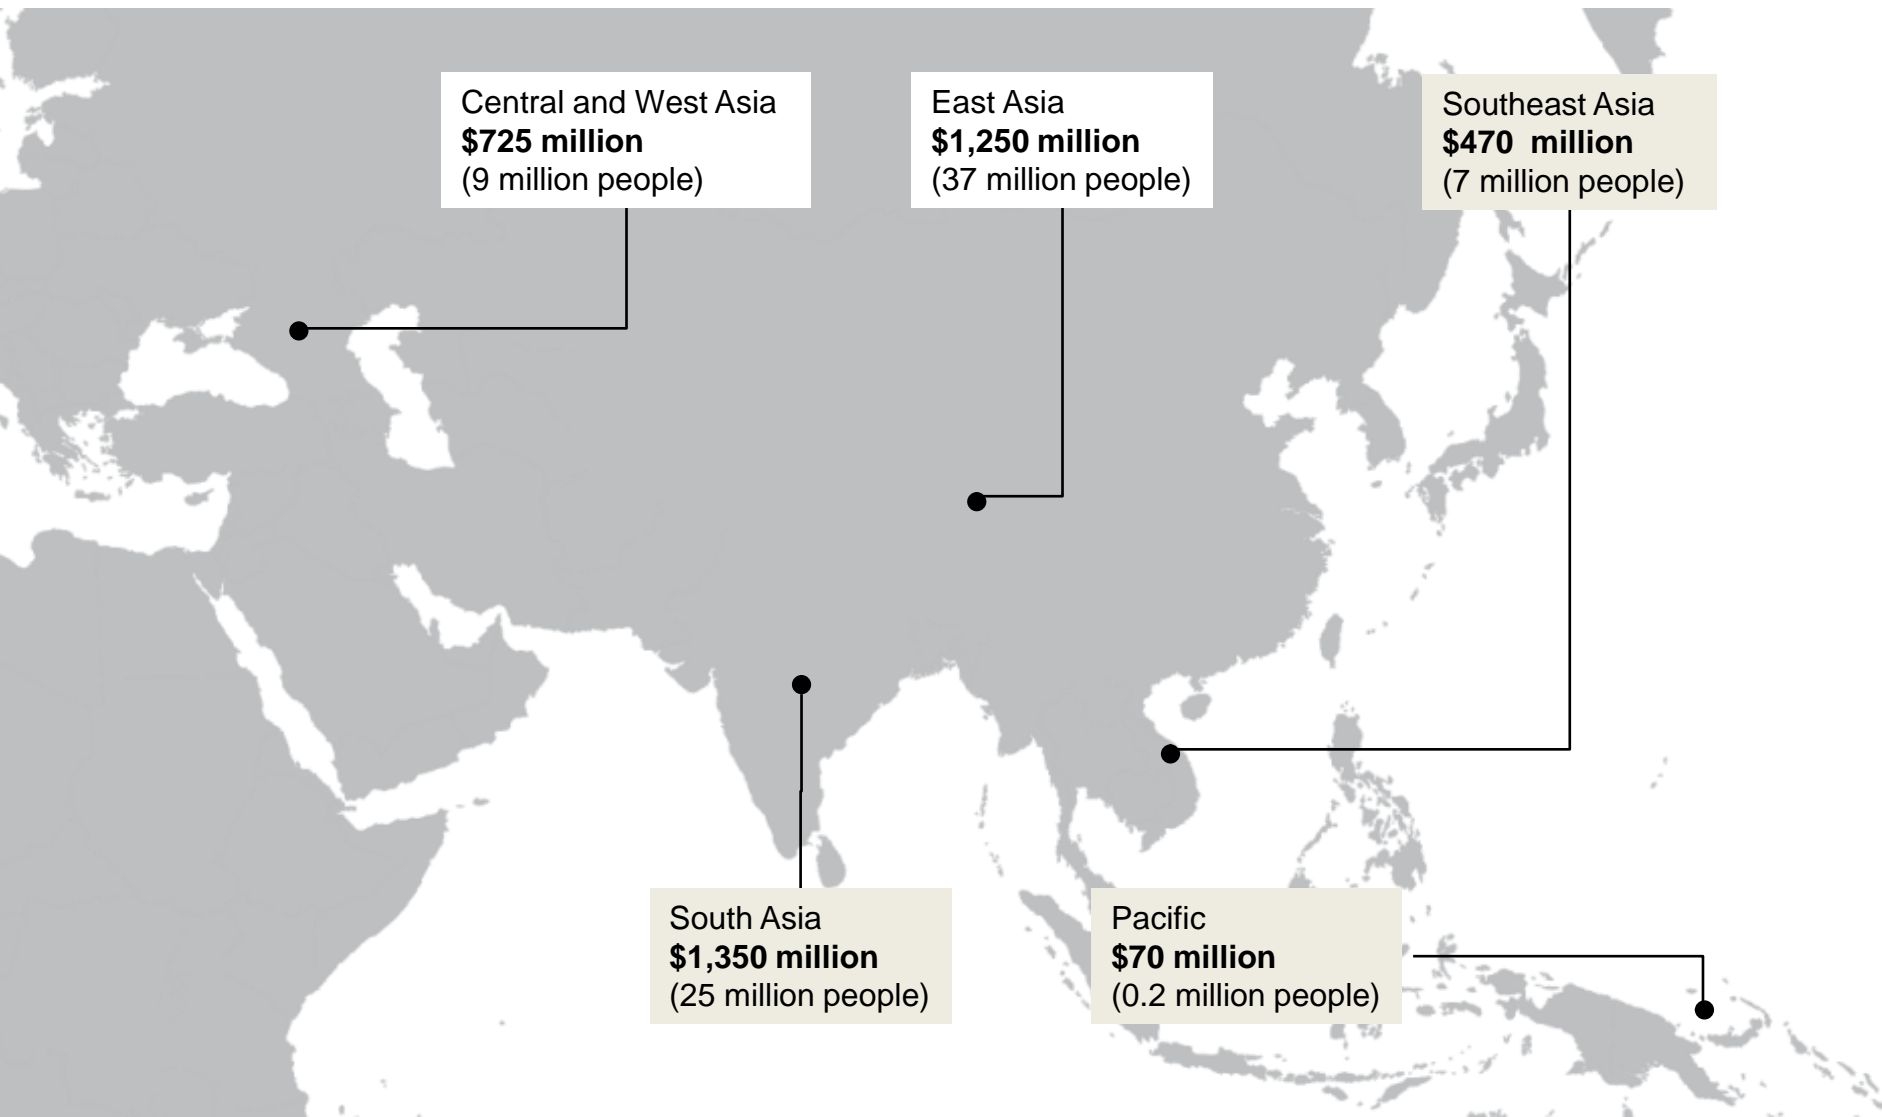 Central and West Asia
$725 million
(9 million people)
East Asia
$1,250 million
(37 million people)
Southeast Asia
$470  million
(7 million people)
South Asia
$1,350 million
(25 million people)
Pacific
$70 million
(0.2 million people)